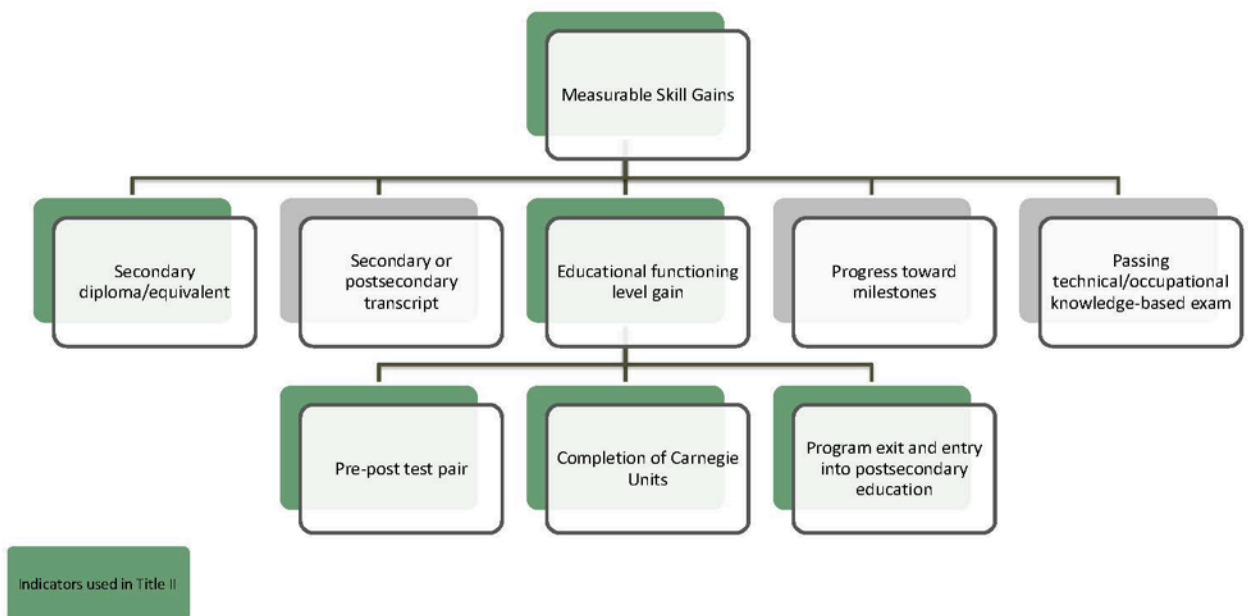 Measurable Skill Gains
Secondary
diploma/equivalent
Secondary or
postsecondary
transcript
Educational functioning
level gain
Progress toward
milestones
Passing
technical/occupational
knowledge-based exam
Pre-post test pair
Completion of Carnegie
Units
Program exit and entry
into postsecondary
education
Indicators used in Title II